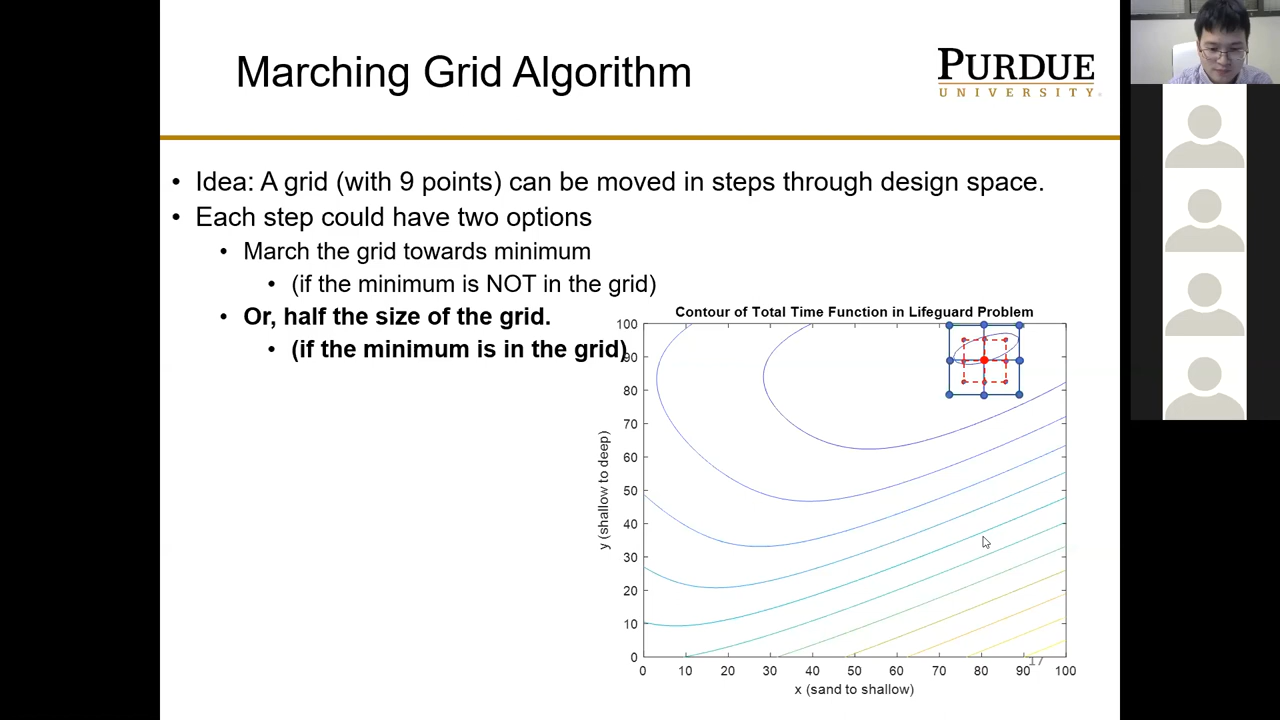 Marching Grid Algorithm
PURDUE
UNIVERSITY
• Idea: A grid (with 9 points) can be moved in steps through design space.
• Each step could have two options
• March the grid towards minimum
• (if the minimum is NOT in the grid)
• Or, half the size of the grid.
• (if the minimum is in the grid)
Contour of Total Time Function in Lifeguard Problem
100
90
80
70
60
50
40
30
20
10
0
y (shallow to deep)
0 10 20 30 40 50 60 70 80 90 100
17
x (sand to shallow)